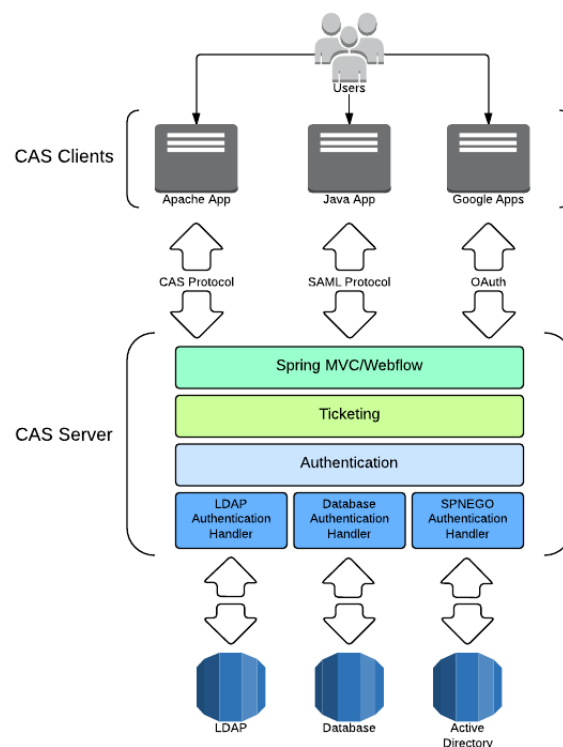 Users
CAS Clients
Apache App
Java App
Google Apps
CAS Protocol
SAML Protocol
OAuth
CAS Server
Spring MVC/Webflow
Ticketing
Authentication
LDAP
Authentication
Handler
Database
Authentication
Handler
SPNEGO
Authentication
Handler
LDAP
Database
Active
Directory